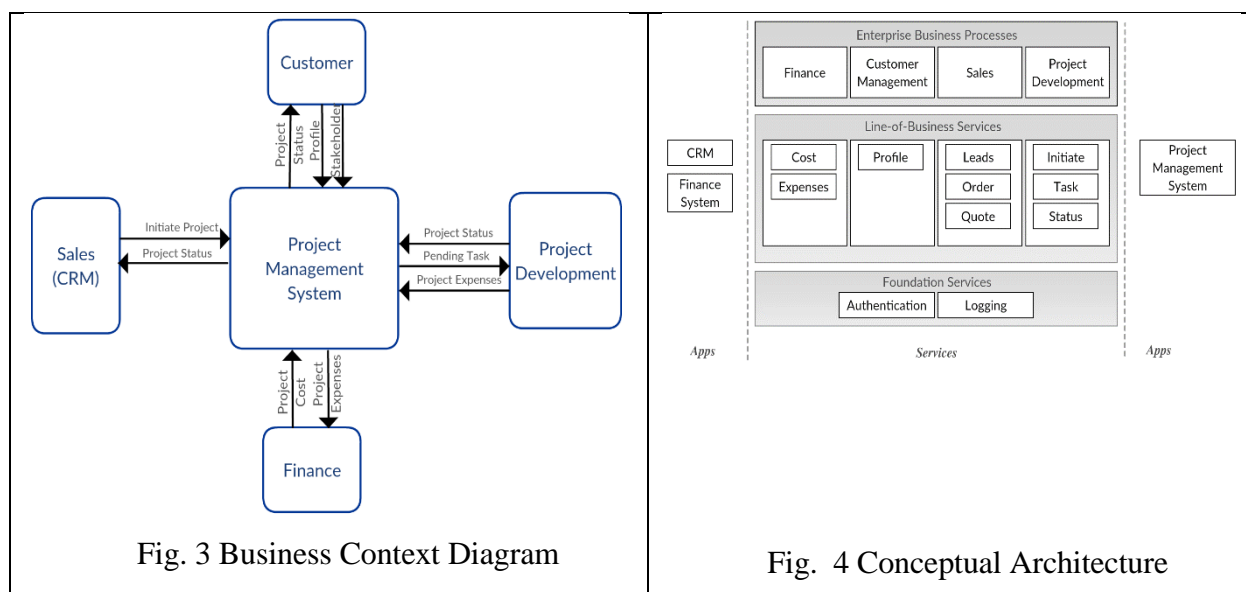 Customer
Project
Status
Profile
Stakeholder
Sales
(CRM)
Initiate Project
Project Status
Project
Management
System
Project Status
Pending Task
Project Expenses
Project
Development
Project
Cost
Project
Expenses
Finance
Fig. 3 Business Context Diagram
Enterprise Business Processes
Finance
Customer
Management
Sales
Project
Development
Line-of-Business Services
CRM
Finance
System
Cost
Expenses
Profile
Leads
Order
Quote
Initiate
Task
Status
Project
Management
System
Foundation Services
Authentication
Logging
Apps
Services
Apps
Fig. 4 Conceptual Architecture